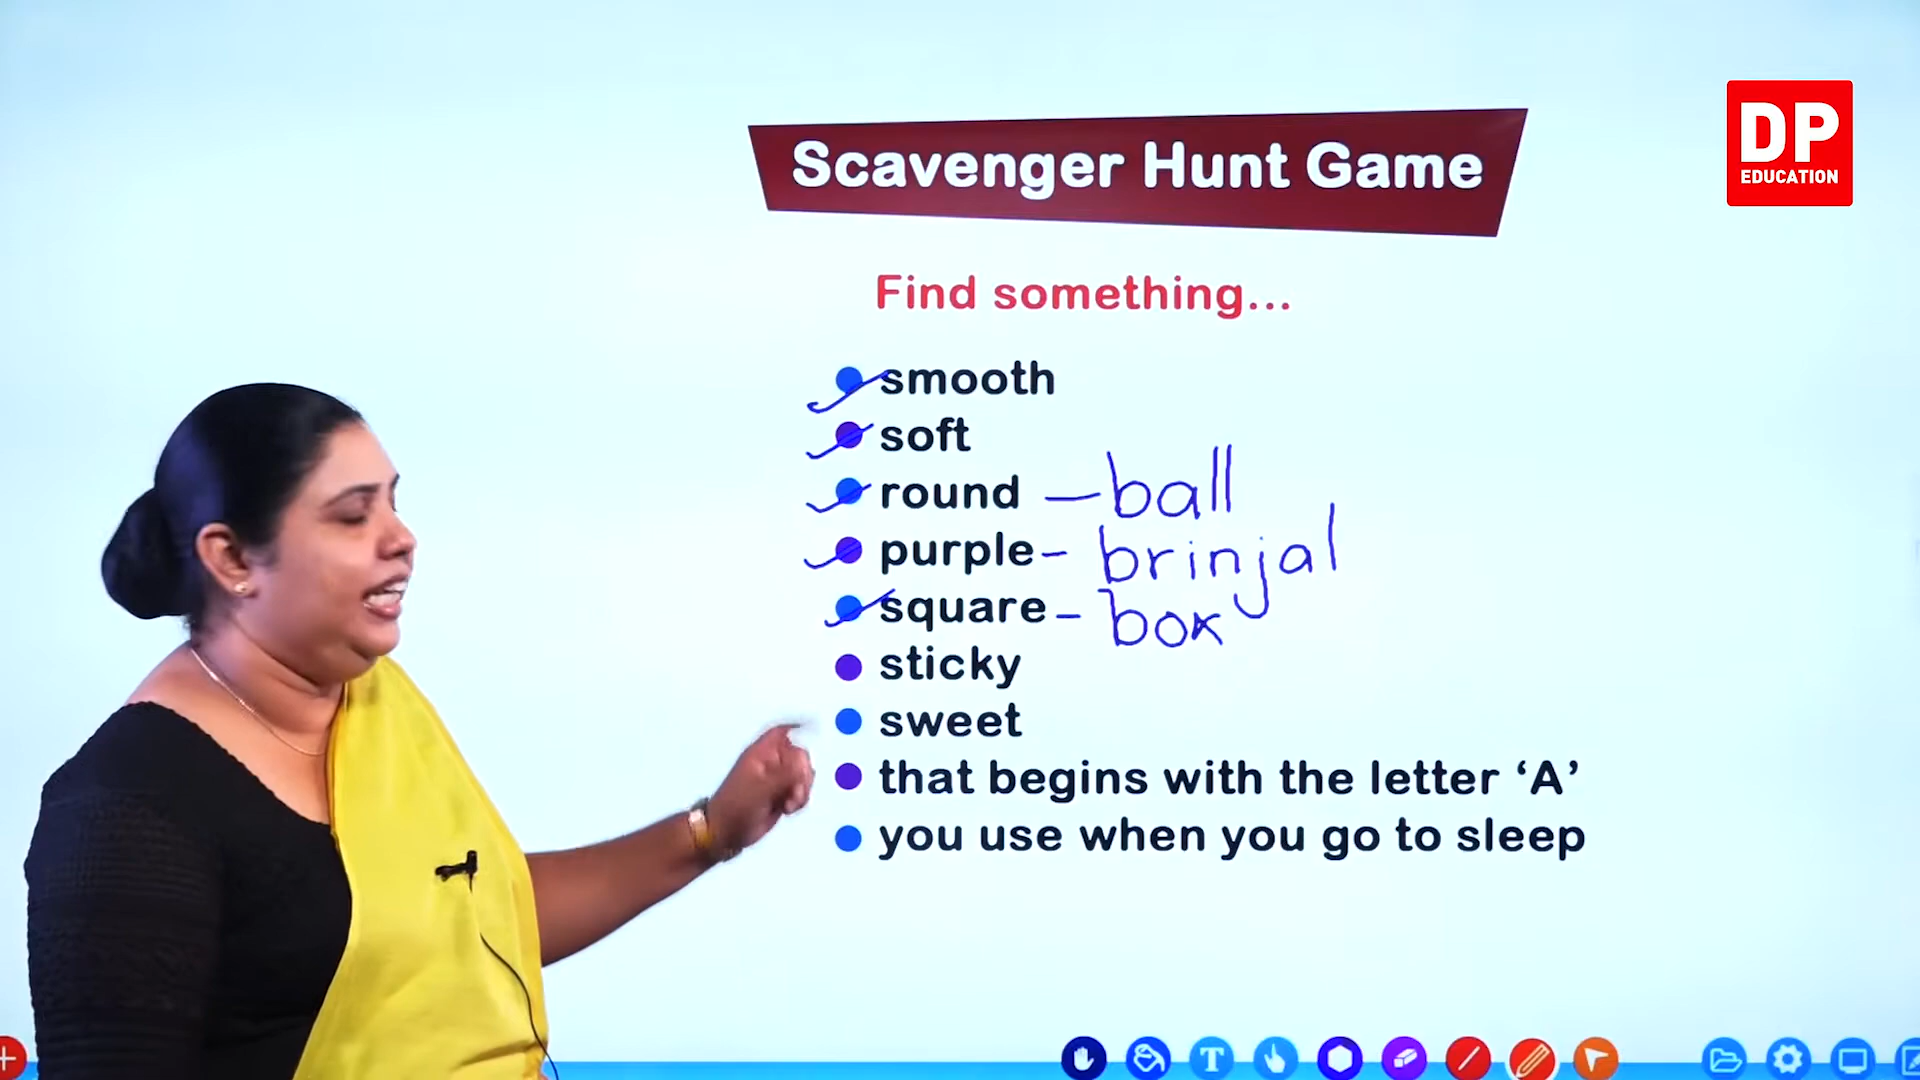 Scavenger Hunt Game
DP
EDUCATION
Find something...
smooth
soft
round — ball
purple - brinjal
square - box
sticky
sweet
that begins with the letter ‘A’
you use when you go to sleep
T